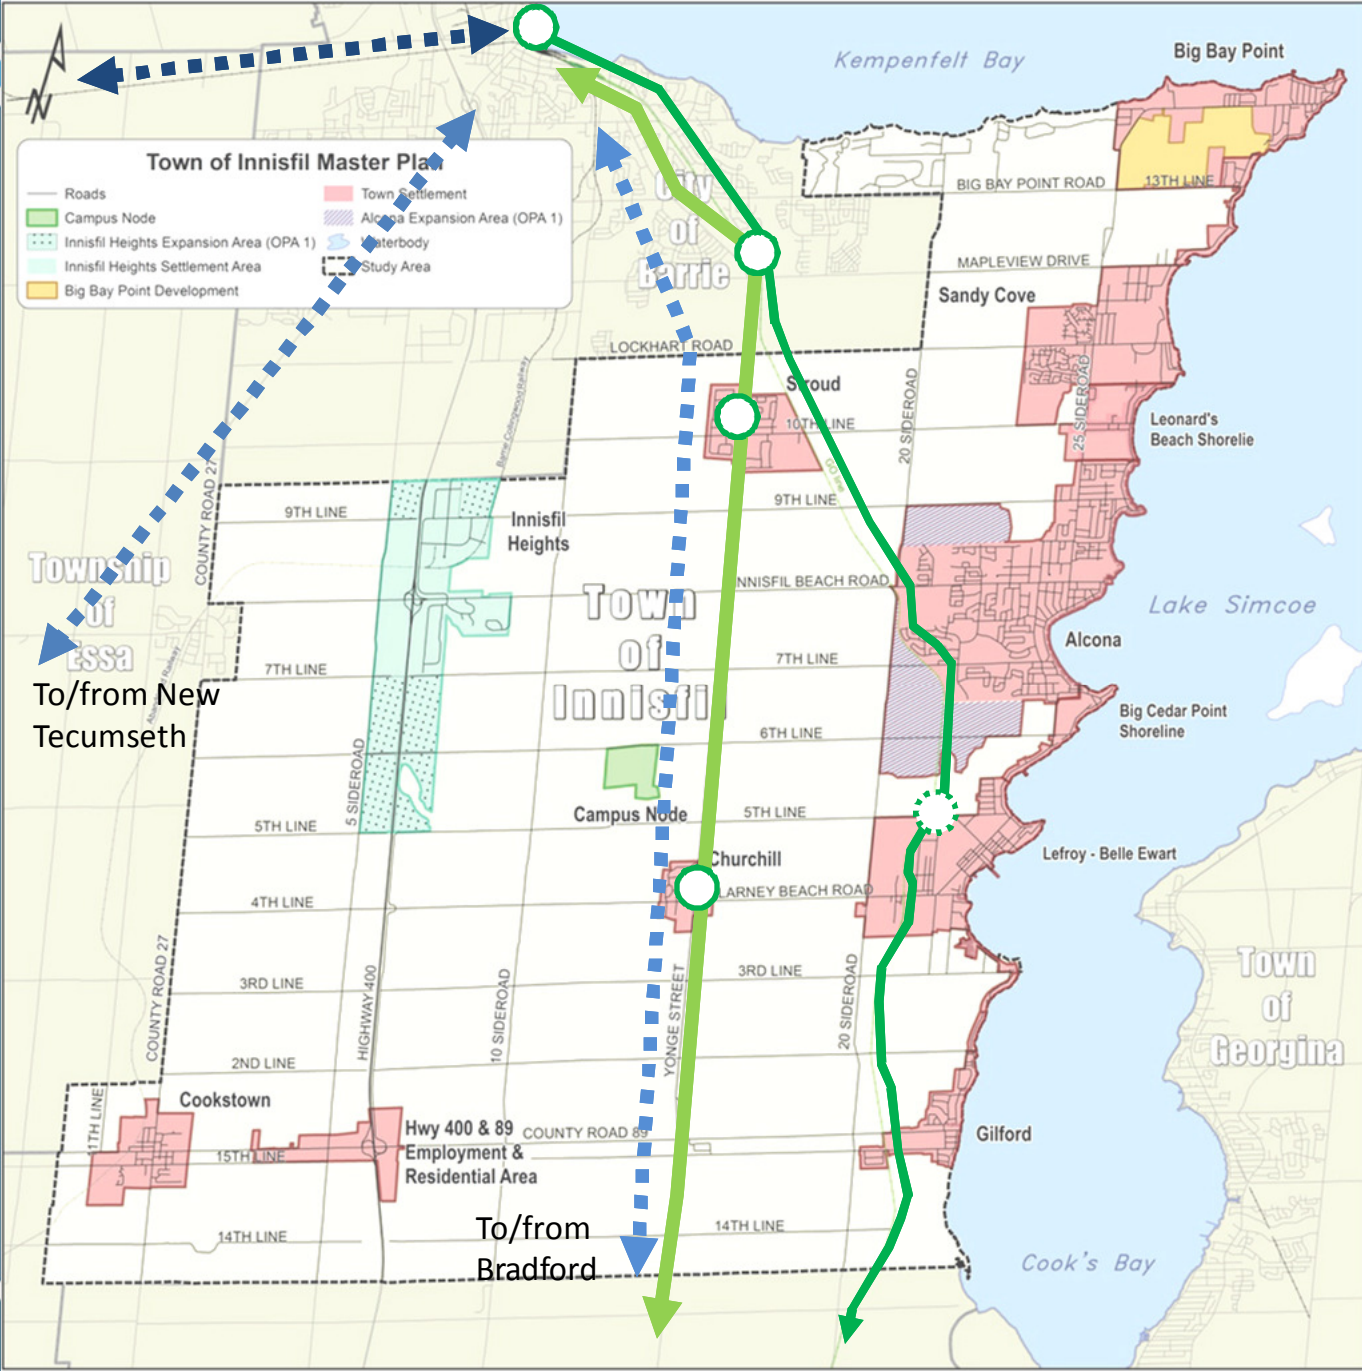 Kempenfelt Bay
Big Bay Point
N
Town of Innisfil Master Plan
Roads
Town Settlement
Campus Node
Alcona Expansion Area (OPA 1)
Innisfil Heights Expansion Area (OPA 1)
Waterbody
Innisfil Heights Settlement Area
Study Area
Big Bay Point Development
City
of
Barrie
BIG BAY POINT ROAD
13TH LINE
MAPLEVIEW DRIVE
Sandy Cove
LOCKHART ROAD
Stroud
10TH LINE
20 SIDEROAD
25 SIDEROAD
Leonard's
Beach Shorelie
Barrie Collingwood Railway
GO line
COUNTY ROAD 27
9TH LINE
Innisfil
Heights
9TH LINE
Township
of
Essa
Town
of
Innisfil
INNISFIL BEACH ROAD
Lake Simcoe
Alcona
7TH LINE
7TH LINE
Abandoned Railway
To/from New
Tecumseth
Big Cedar Point
Shoreline
6TH LINE
5 SIDEROAD
Campus Node
5TH LINE
5TH LINE
Churchill
Lefroy - Belle Ewart
4TH LINE
LARNEY BEACH ROAD
COUNTY ROAD 27
HIGHWAY 400
10 SIDEROAD
YONGE STREET
20 SIDEROAD
3RD LINE
3RD LINE
Town
of
Georgina
2ND LINE
Cookstown
11TH LINE
Hwy 400 & 89
Employment &
Residential Area
COUNTY ROAD 89
15TH LINE
Gilford
To/from
Bradford
14TH LINE
14TH LINE
Cook's Bay